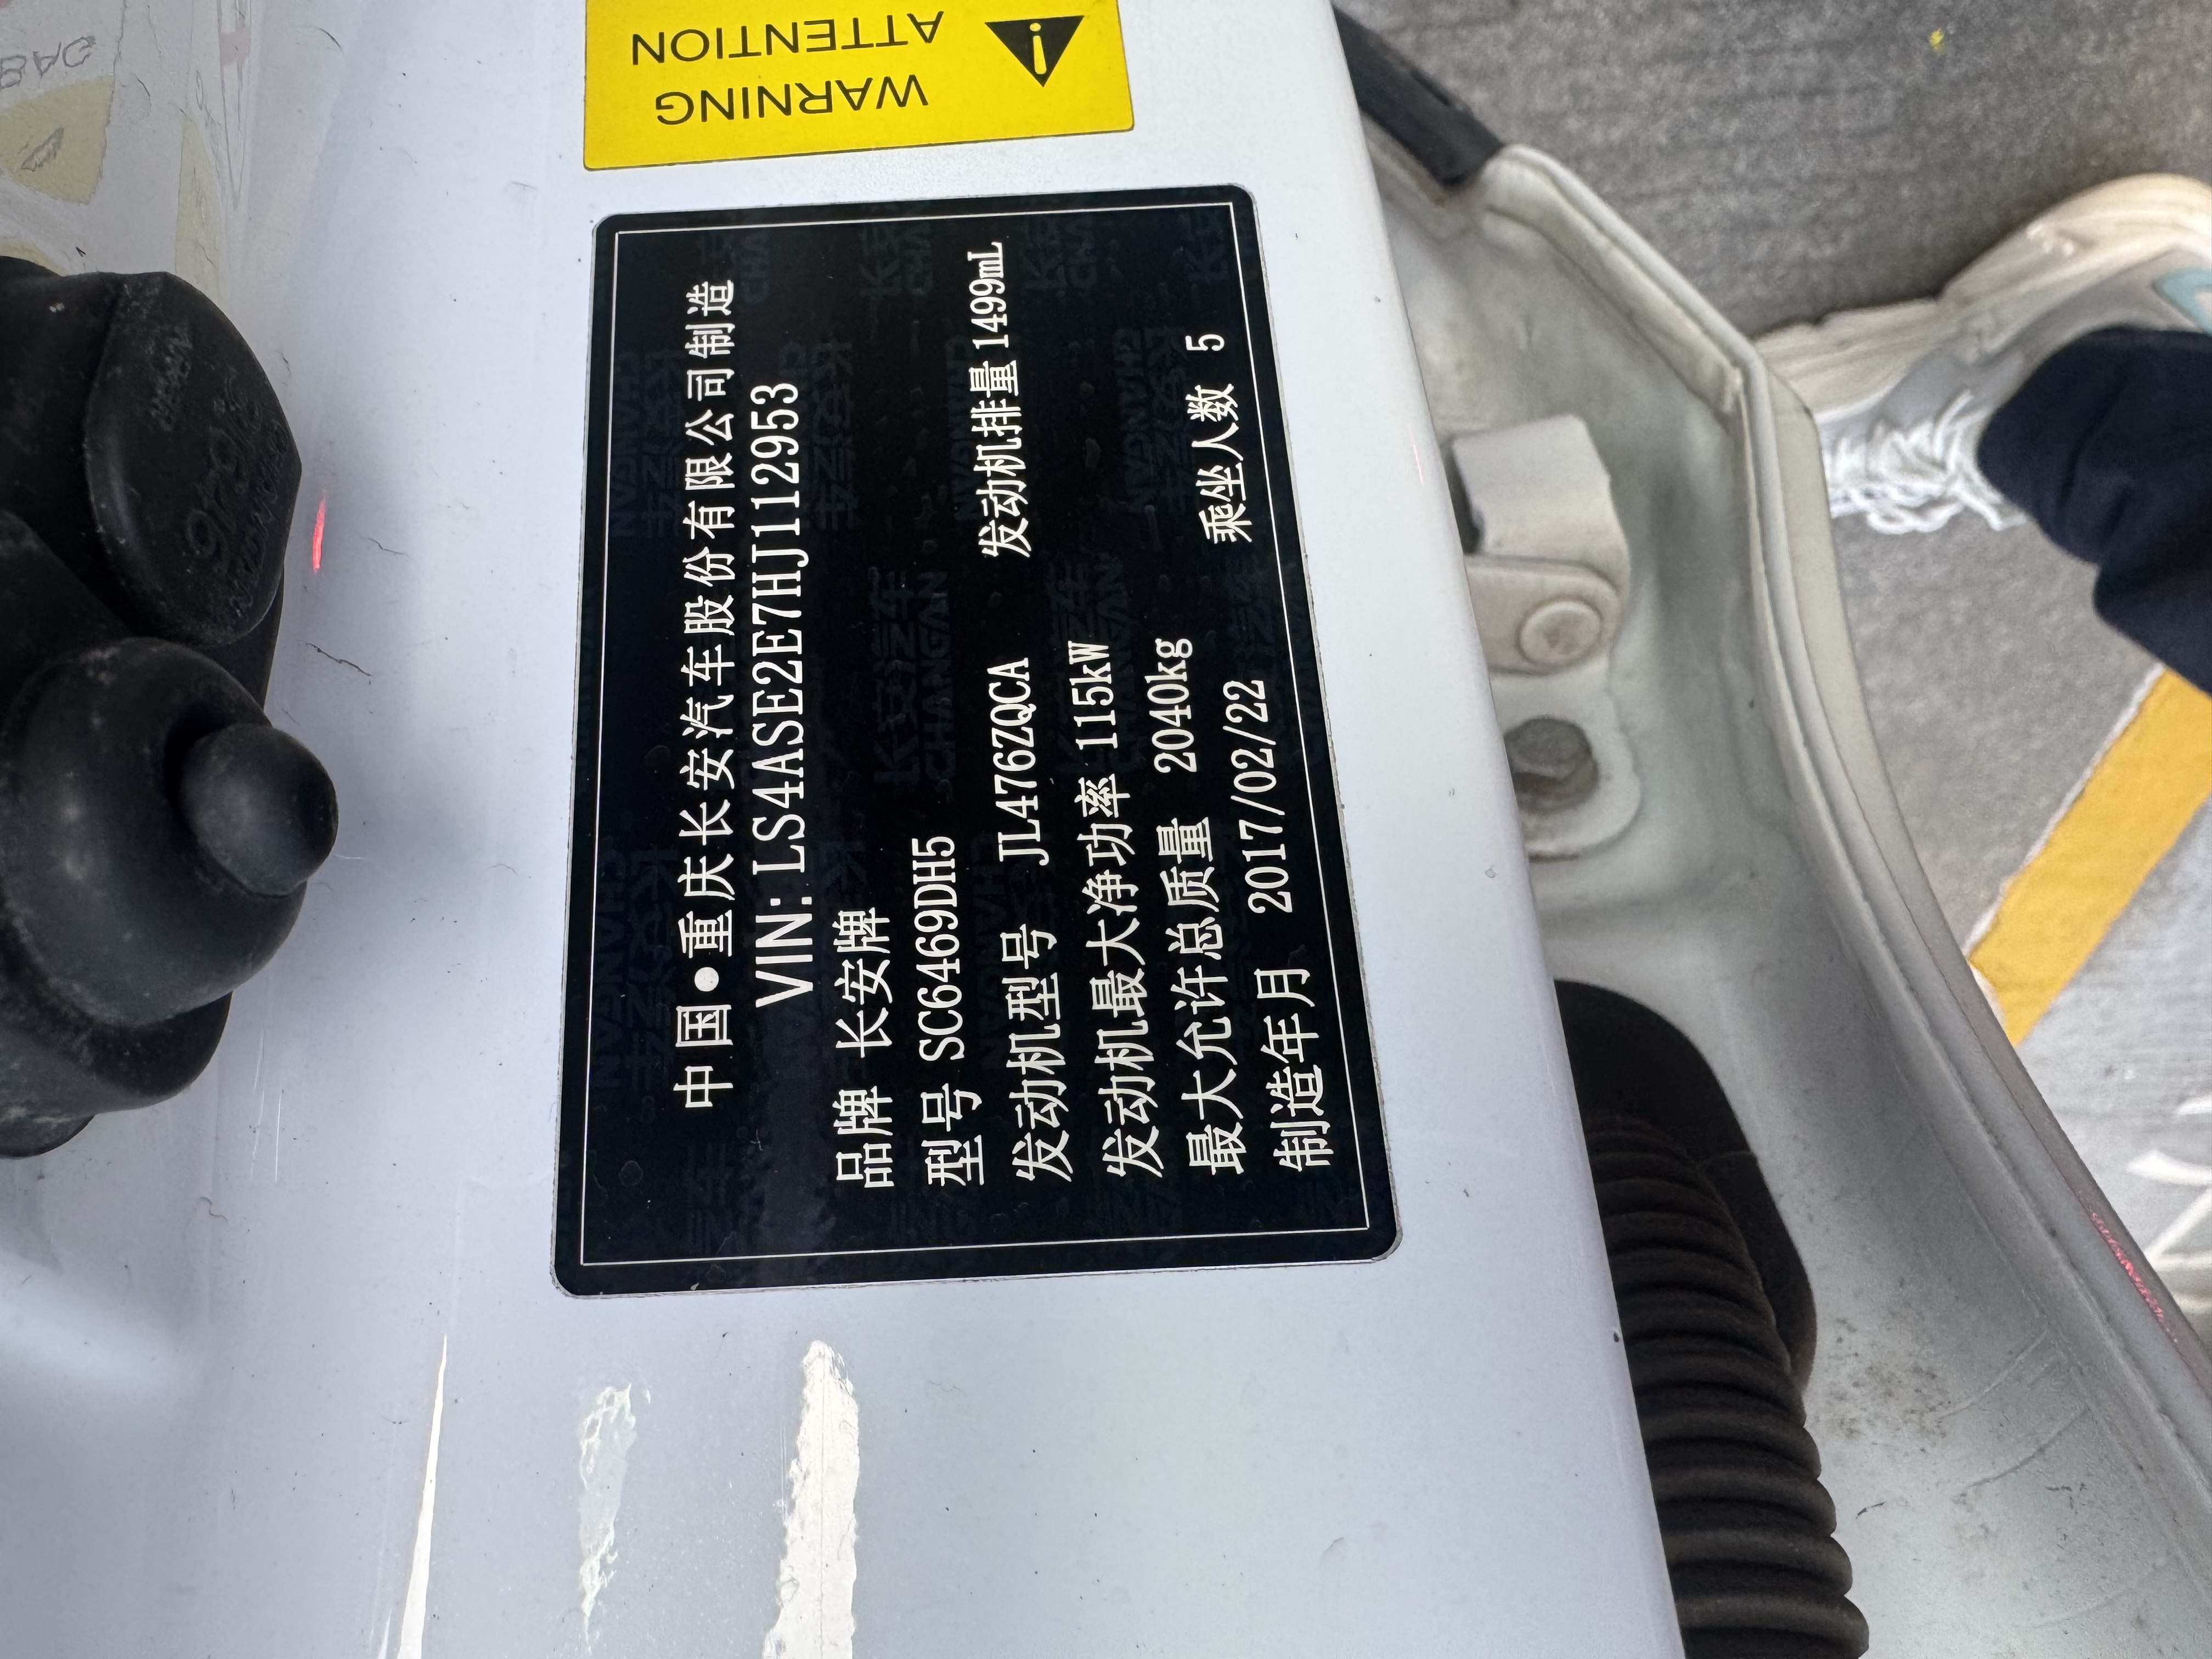 WARNING
ATTENTION
中国●重庆长安汽车股份有限公司制造
VIN: LS4ASE2E7HJ112953
品牌 长安牌
型号 SC6469DH5
发动机型号 JL476ZQCA 发动机排量 1499mL
发动机最大净功率 115kW
最大允许总质量 2040kg 乘坐人数 5
制造年月 2017/02/22